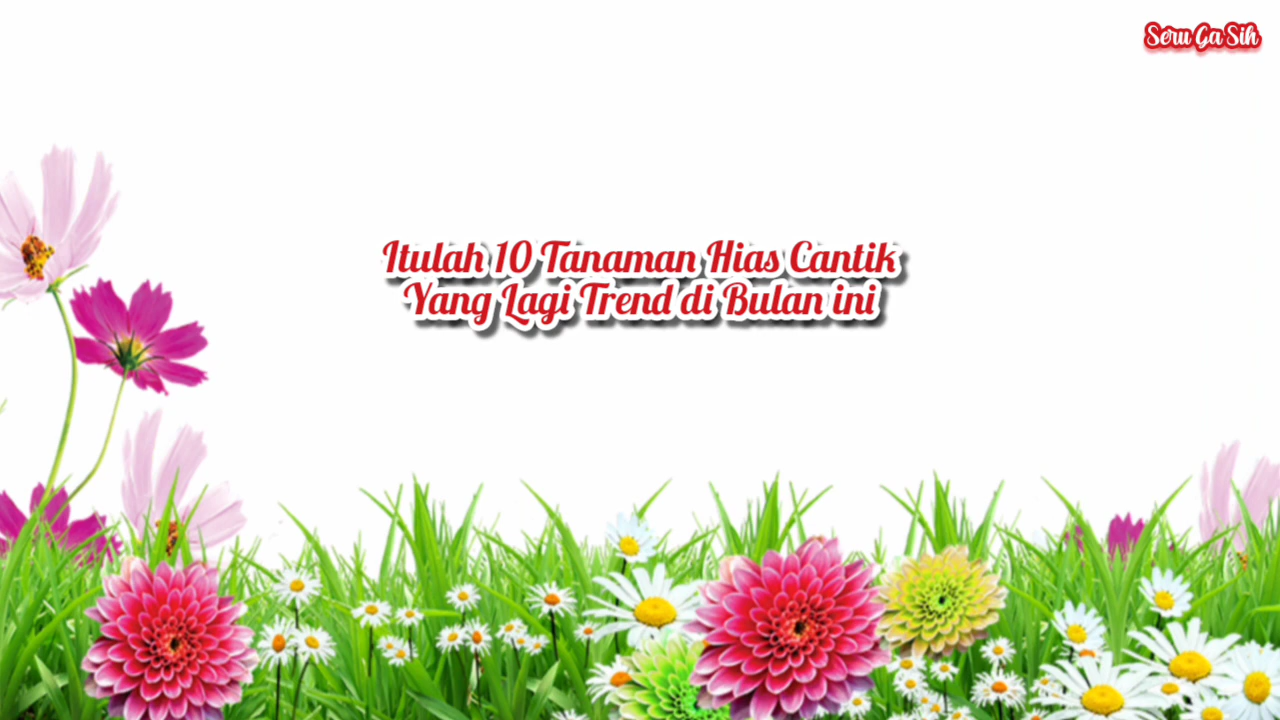 Seru Ga Sih
Itulah 10 Tanaman Hias Cantik
Yang Lagi Trend di Bulan ini